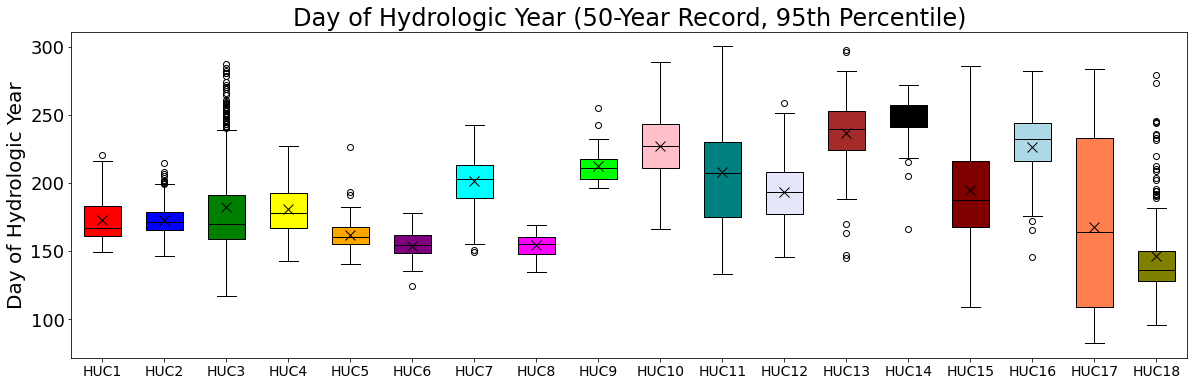 Day of Hydrologic Year (50-Year Record, 95th Percentile)
Day of Hydrologic Year
300
250
200
150
100
HUC1 HUC2 HUC3 HUC4 HUC5 HUC6 HUC7 HUC8 HUC9 HUC10 HUC11 HUC12 HUC13 HUC14 HUC15 HUC16 HUC17 HUC18